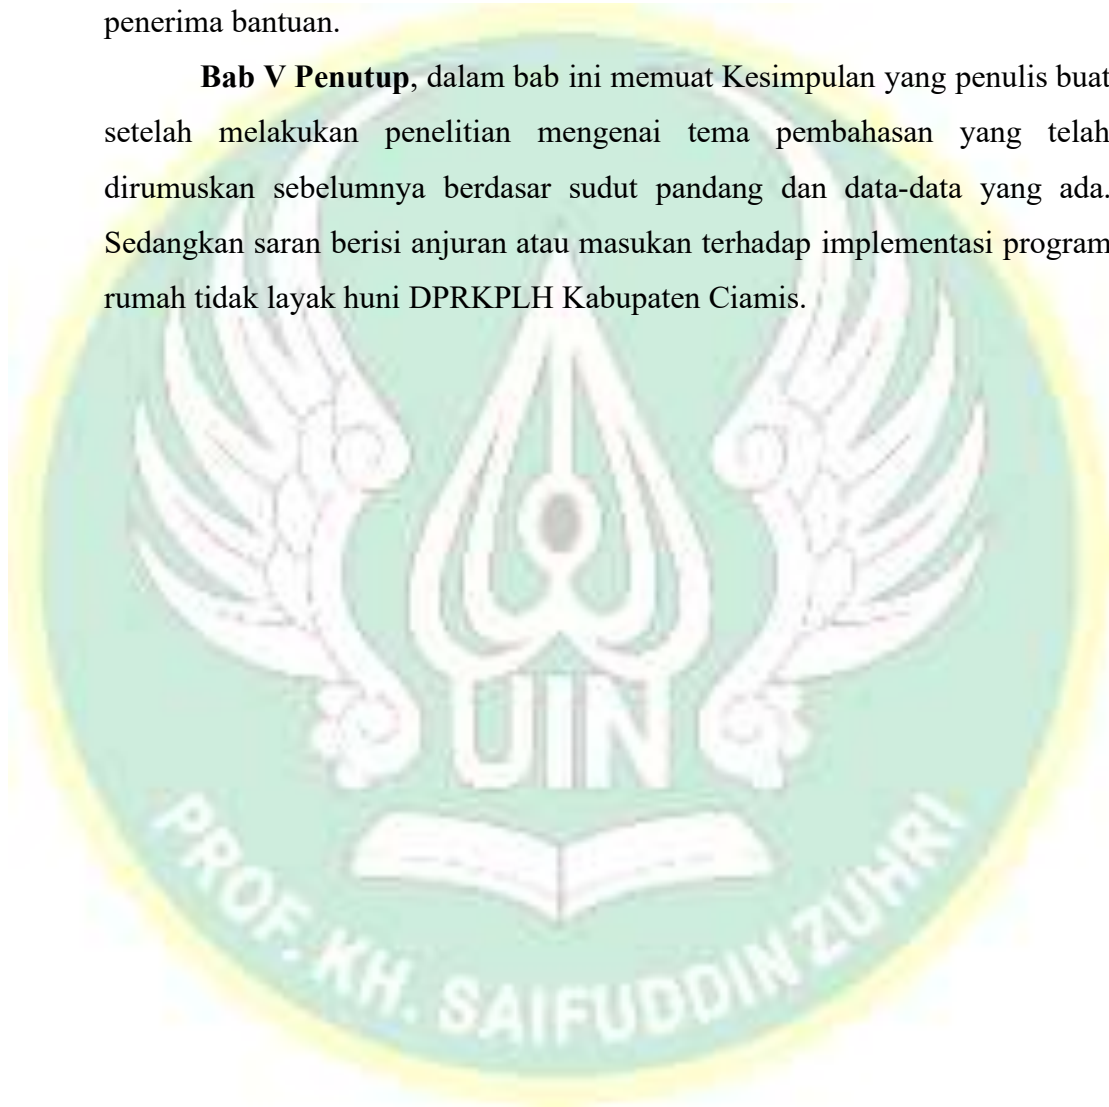 penerima bantuan.
Bab V Penutup, dalam bab ini memuat Kesimpulan yang penulis buat
setelah melakukan penelitian mengenai tema pembahasan yang telah
dirumuskan sebelumnya berdasar sudut pandang dan data-data yang ada.
Sedangkan saran berisi anjuran atau masukan terhadap implementasi program
rumah tidak layak huni DPRKPLH Kabupaten Ciamis.
UIN
PROF. KH. SAIFUDDIN ZUHRI